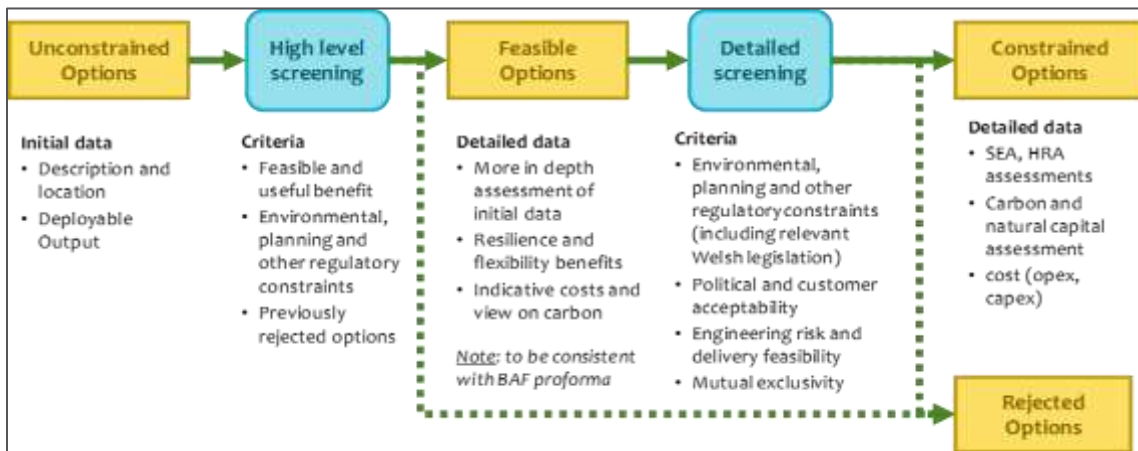 Unconstrained
Options
High level
screening
Feasible
Options
Detailed
screening
Constrained
Options
Initial data
• Description and
location
• Deployable
Output
Criteria
• Feasible and
useful benefit
• Environmental,
planning and
other regulatory
constraints
• Previously
rejected options
Detailed data
• More in depth
assessment of
initial data
• Resilience and
flexibility benefits
• Indicative costs and
view on carbon
Note: to be consistent
with BAF proforma
Criteria
• Environmental,
planning and other
regulatory constraints
(including relevant
Welsh legislation)
• Political and customer
acceptability
• Engineering risk and
delivery feasibility
• Mutual exclusivity
Detailed data
• SEA, HRA
assessments
• Carbon and
natural capital
assessment
• cost (opex,
capex)
Rejected
Options